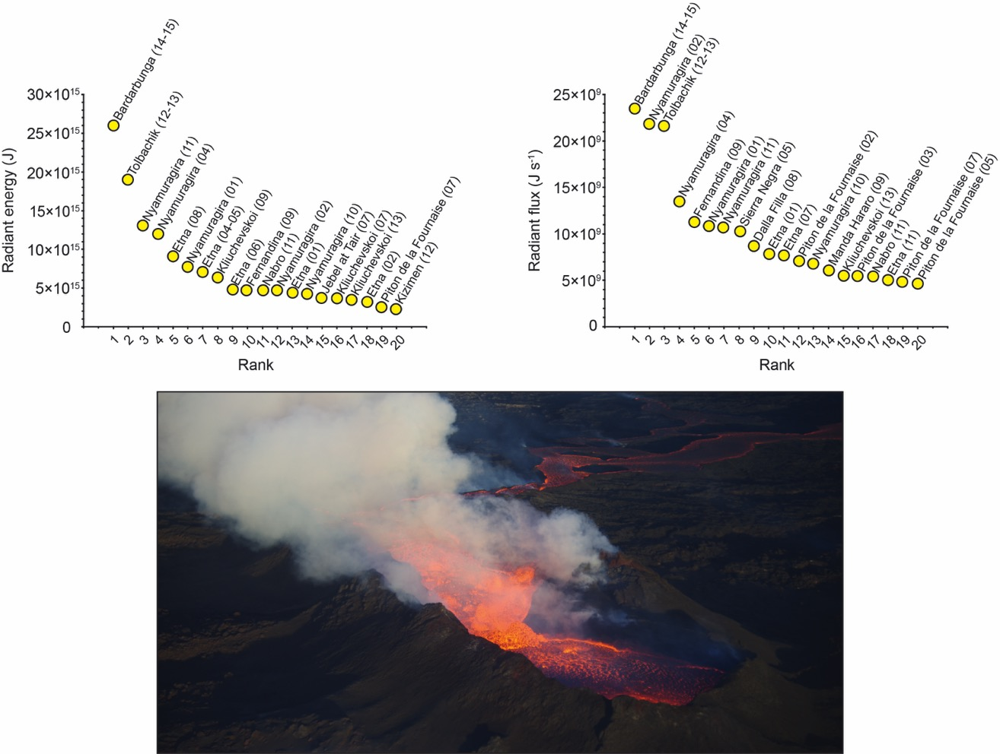 Radiant energy (J)
30×10¹⁵
25×10¹⁵
20×10¹⁵
15×10¹⁵
10×10¹⁵
5×10¹⁵
0
Bardarbunga (14-15)
Tolbachik (12-13)
Nyamuragira (11)
Nyamuragira (04)
Etna (08)
Nyamuragira (01)
Etna (04-05)
Kliuchevskoi (09)
Etna (06)
Fernandina (09)
Nabro (11)
Nyamuragira (02)
Etna (01)
Nyamuragira (10)
Jebel at Tair (07)
Kliuchevskoi (07)
Kliuchevskoi (13)
Etna (02)
Piton de la Fournaise (07)
Kizimen (12)
1 2 3 4 5 6 7 8 9 10 11 12 13 14 15 16 17 18 19 20
Rank
Radiant flux (J s⁻¹)
25×10⁹
20×10⁹
15×10⁹
10×10⁹
5×10⁹
0
Bardarbunga (14-15)
Nyamuragira (02)
Tolbachik (12-13)
Nyamuragira (04)
Fernandina (09)
Nyamuragira (01)
Nyamuragira (11)
Sierra Negra (05)
Dalla Filla (08)
Etna (01)
Etna (07)
Piton de la Fournaise (02)
Nyamuragira (10)
Manda Hararo (09)
Kliuchevskoi (13)
Piton de la Fournaise (03)
Nabro (11)
Etna (11)
Piton de la Fournaise (07)
Piton de la Fournaise (05)
1 2 3 4 5 6 7 8 9 10 11 12 13 14 15 16 17 18 19 20
Rank